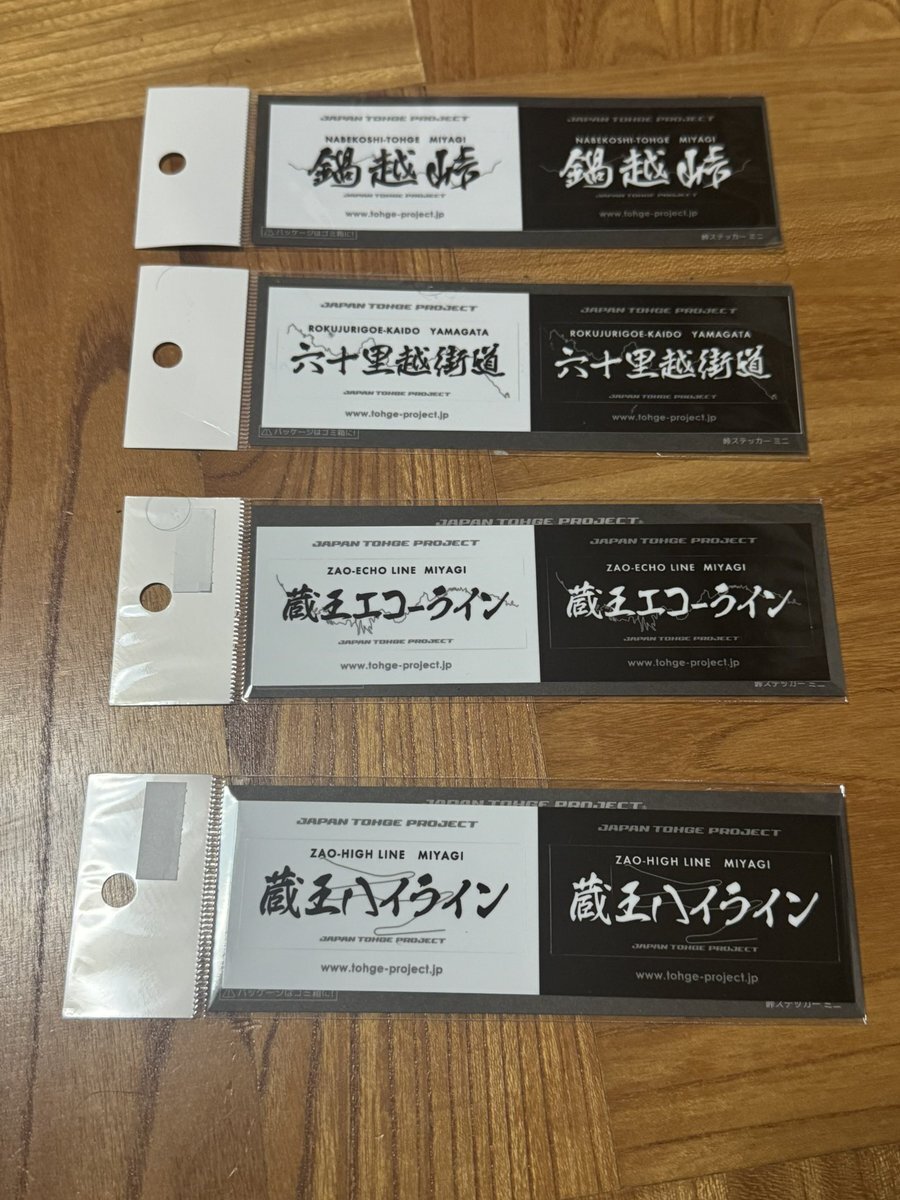 JAPAN TOHGE PROJECT
NABEKOSHI-TOHGE MIYAGI
鍋越峠
JAPAN TOHGE PROJECT
www.tohge-project.jp
JAPAN TOHGE PROJECT
NABEKOSHI-TOHGE MIYAGI
鍋越峠
JAPAN TOHGE PROJECT
www.tohge-project.jp
⚠パッケージはゴミ箱に!
峠ステッカー ミニ
JAPAN TOHGE PROJECT
ROKUJURIGOE-KAIDO YAMAGATA
六十里越街道
JAPAN TOHGE PROJECT
www.tohge-project.jp
JAPAN TOHGE PROJECT
ROKUJURIGOE-KAIDO YAMAGATA
六十里越街道
JAPAN TOHGE PROJECT
www.tohge-project.jp
⚠パッケージはゴミ箱に!
峠ステッカー ミニ
JAPAN TOHGE PROJECT®
JAPAN TOHGE PROJECT
ZAO-ECHO LINE MIYAGI
蔵王エコーライン
JAPAN TOHGE PROJECT
www.tohge-project.jp
JAPAN TOHGE PROJECT
ZAO-ECHO LINE MIYAGI
蔵王エコーライン
JAPAN TOHGE PROJECT
www.tohge-project.jp
峠ステッカー ミニ
JAPAN TOHGE PROJECT®
JAPAN TOHGE PROJECT
ZAO-HIGH LINE MIYAGI
蔵王ハイライン
JAPAN TOHGE PROJECT
www.tohge-project.jp
JAPAN TOHGE PROJECT
ZAO-HIGH LINE MIYAGI
蔵王ハイライン
JAPAN TOHGE PROJECT
www.tohge-project.jp
⚠パッケージはゴミ箱に!
峠ステッカー ミニ